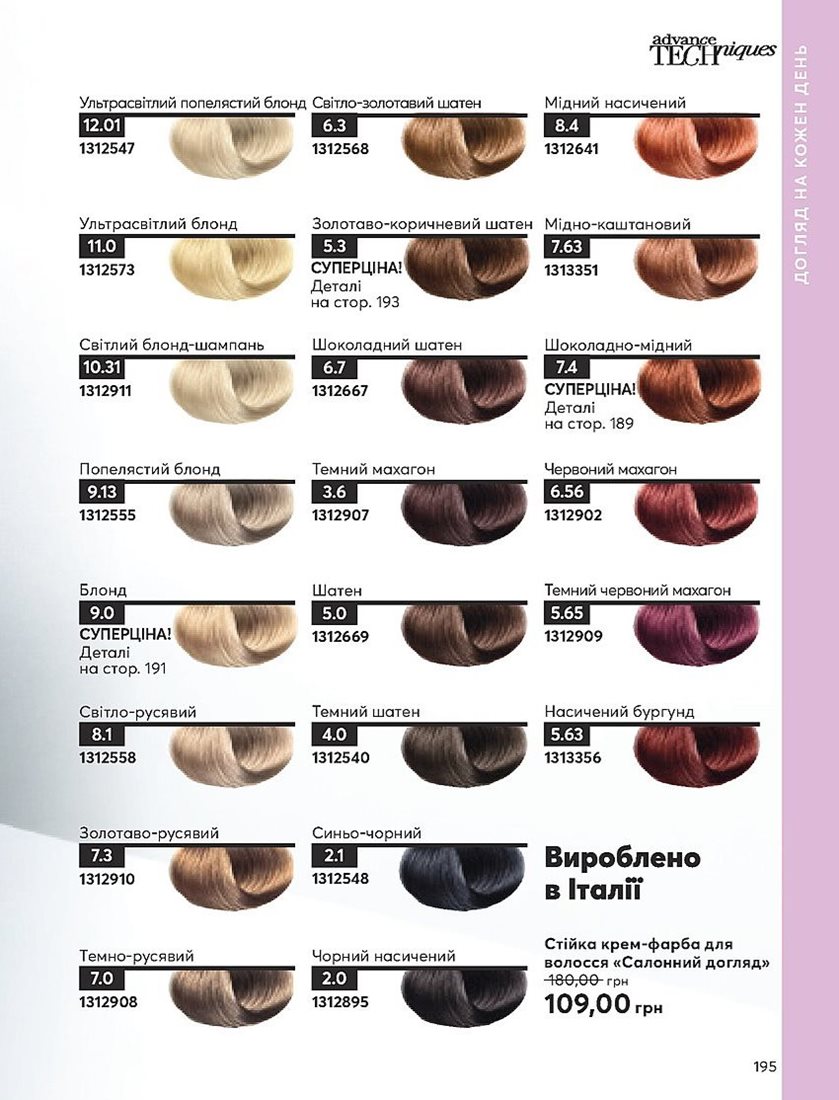 advance
TECHniques
ДОГЛЯД НА КОЖЕН ДЕНЬ
Ультрасвітлий попелястий блонд
12.01
1312547
Світло-золотавий шатен
6.3
1312568
Мідний насичений
8.4
1312641
Ультрасвітлий блонд
11.0
1312573
Золотаво-коричневий шатен
5.3
СУПЕРЦІНА!
Деталі
на стор. 193
Мідно-каштановий
7.63
1313351
Світлий блонд-шампань
10.31
1312911
Шоколадний шатен
6.7
1312667
Шоколадно-мідний
7.4
СУПЕРЦІНА!
Деталі
на стор. 189
Попелястий блонд
9.13
1312555
Темний махагон
3.6
1312907
Червоний махагон
6.56
1312902
Блонд
9.0
СУПЕРЦІНА!
Деталі
на стор. 191
Шатен
5.0
1312669
Темний червоний махагон
5.65
1312909
Світло-русявий
8.1
1312558
Темний шатен
4.0
1312540
Насичений бургунд
5.63
1313356
Золотаво-русявий
7.3
1312910
Синьо-чорний
2.1
1312548
Темно-русявий
7.0
1312908
Чорний насичений
2.0
1312895
Вироблено
в Італії
Стійка крем-фарба для
волосся «Салонний догляд»
180,00 грн
109,00 грн
195